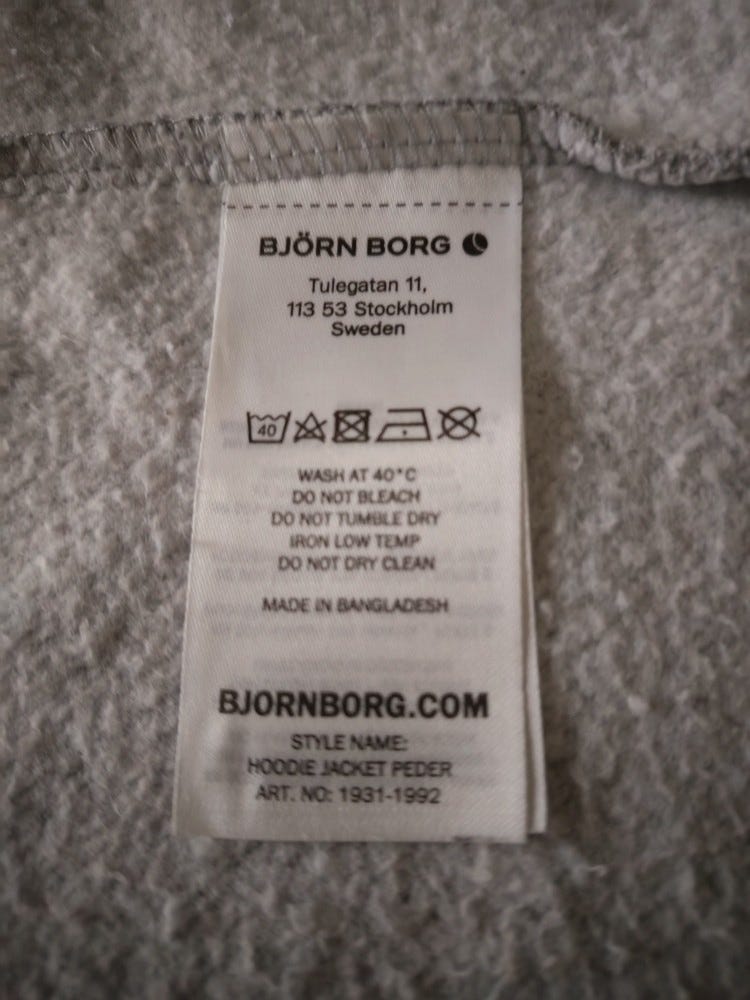 BJÖRN BORG
Tulegatan 11,
113 53 Stockholm
Sweden
40
WASH AT 40°C
DO NOT BLEACH
DO NOT TUMBLE DRY
IRON LOW TEMP
DO NOT DRY CLEAN
MADE IN BANGLADESH
BJORNBORG.COM
STYLE NAME:
HOODIE JACKET PEDER
ART. NO: 1931-1992